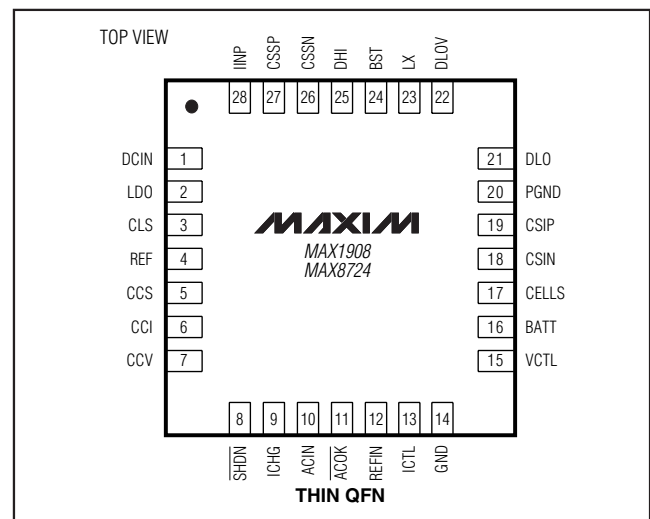 TOP VIEW
IINP
CSSP
CSSN
DHI
BST
LX
DLOV
28 27 26 25 24 23 22
DCIN 1
LDO 2
CLS 3
REF 4
CCS 5
CCI 6
CCV 7
MAXIM
MAX1908
MAX8724
21 DLO
20 PGND
19 CSIP
18 CSIN
17 CELLS
16 BATT
15 VCTL
8 9 10 11 12 13 14
SHDN
ICHG
ACIN
ACOK
REFIN
ICTL
GND
THIN QFN